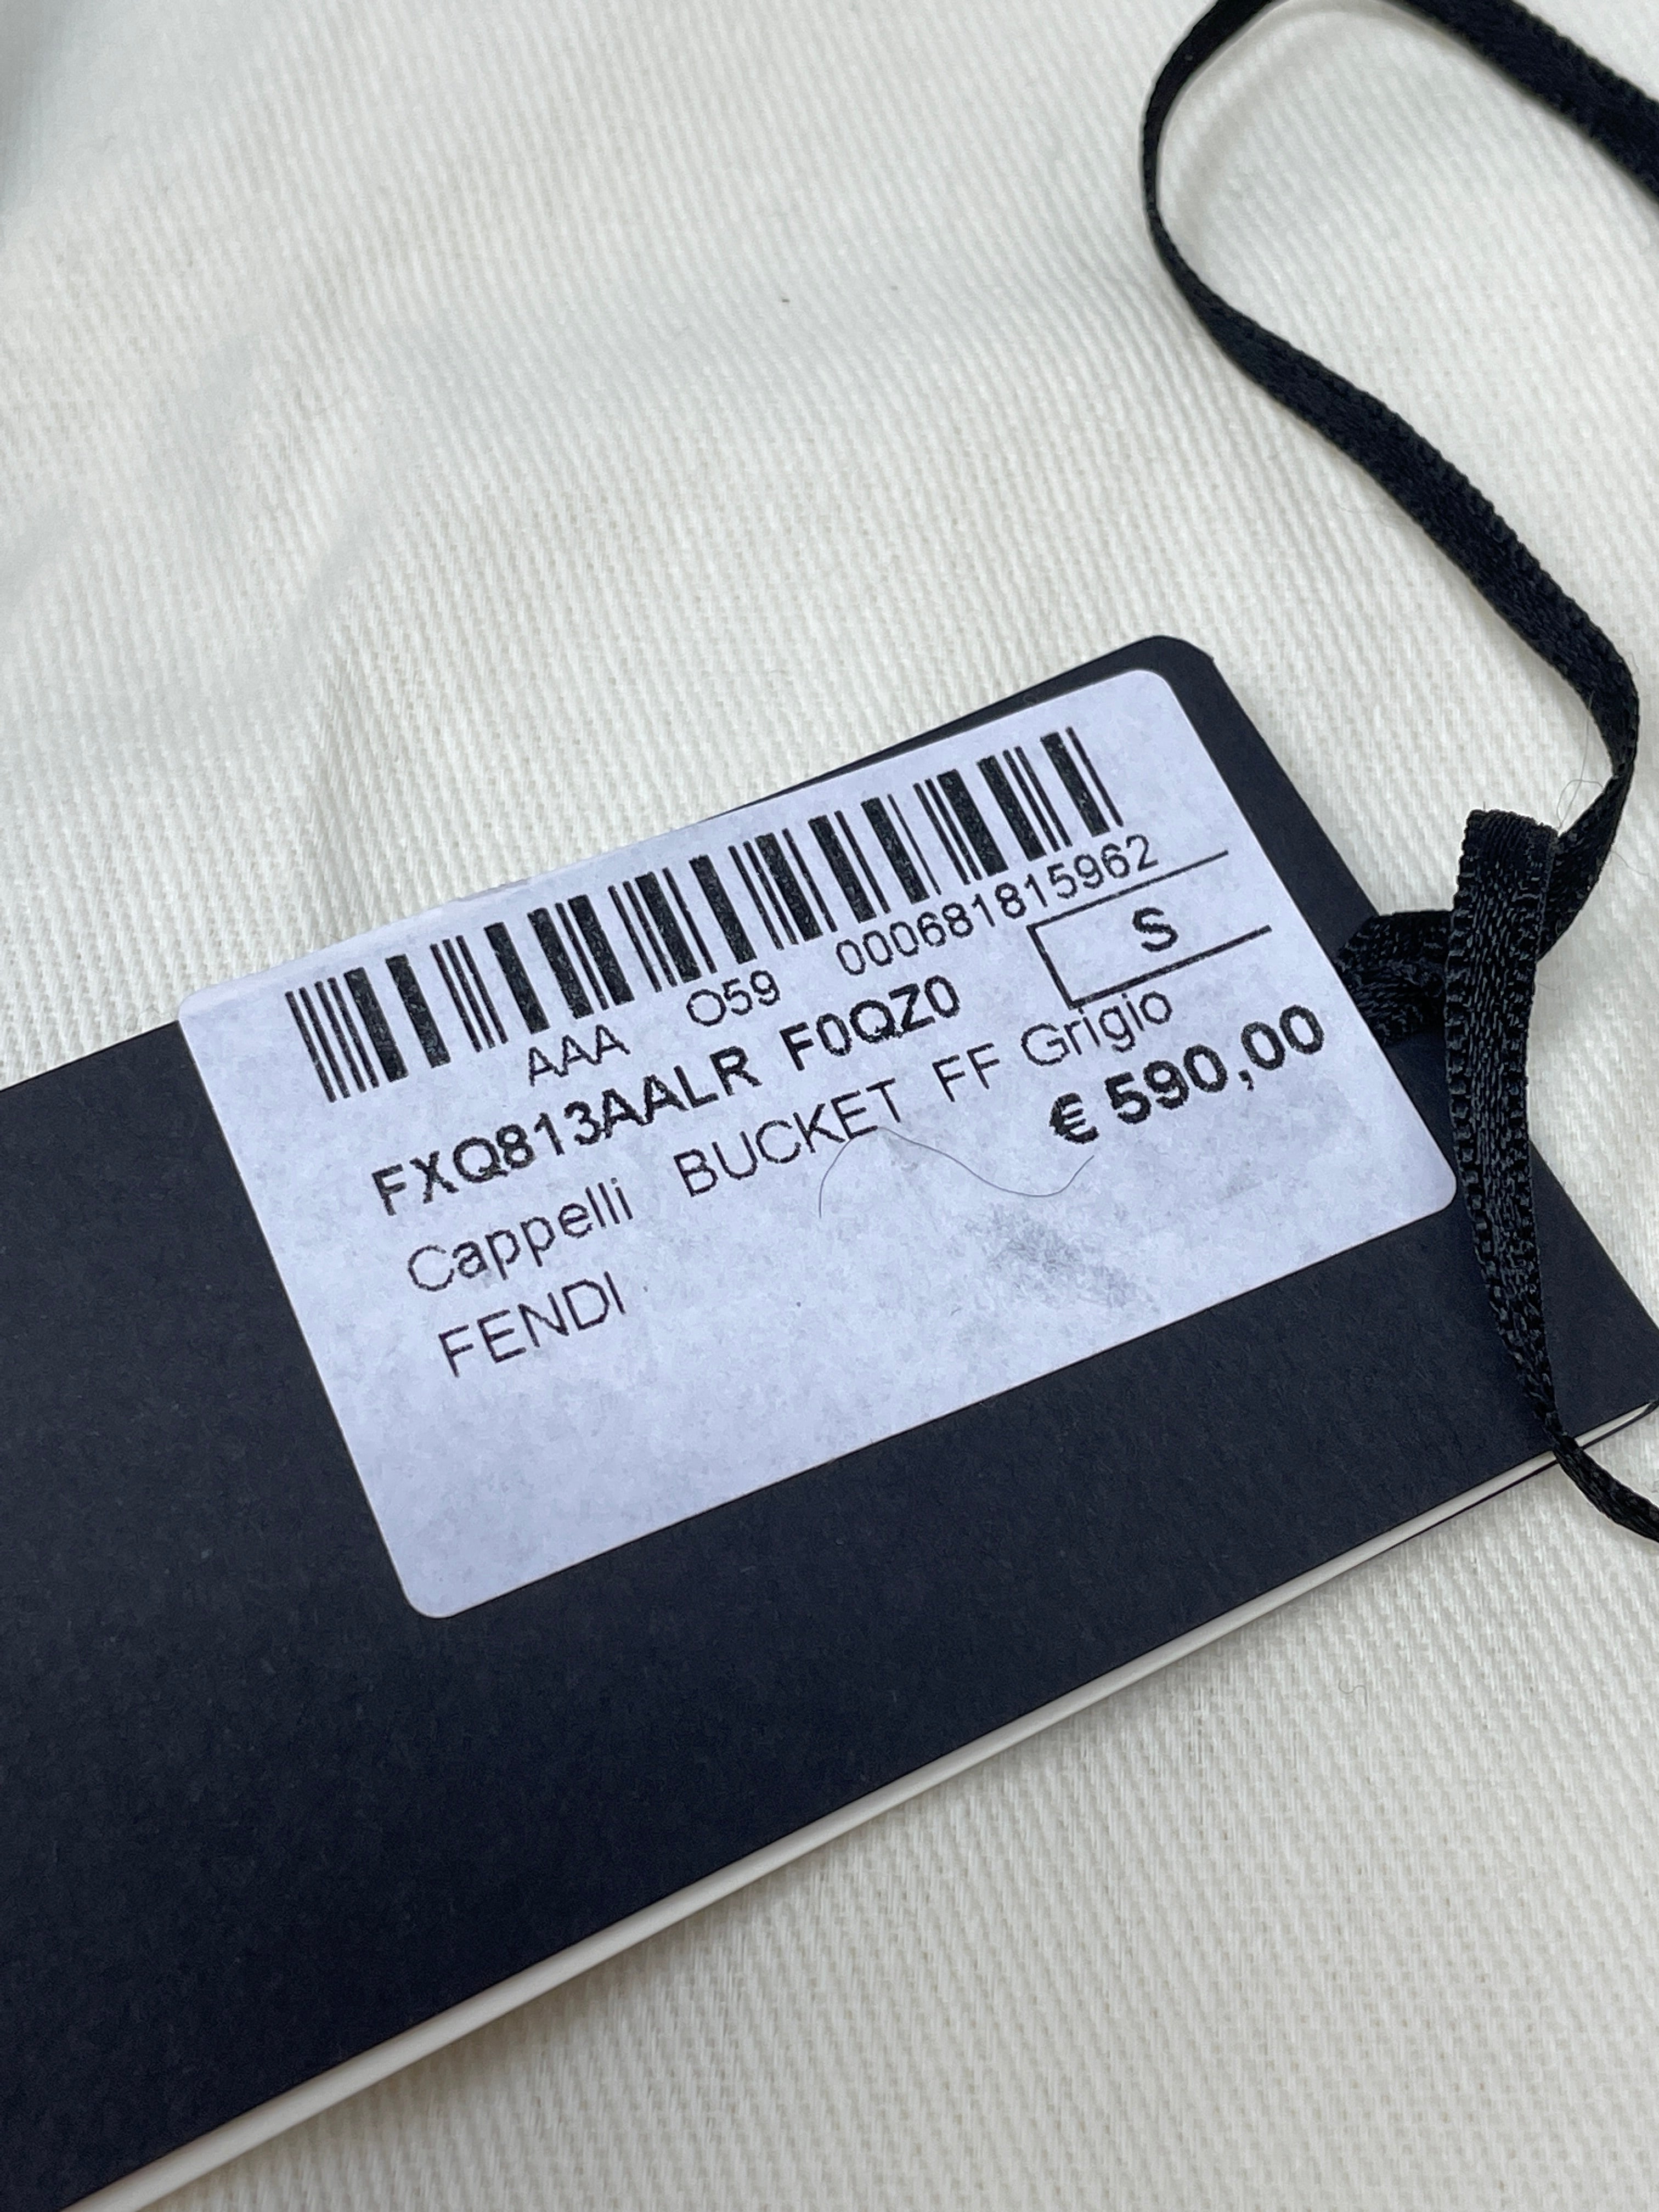 AAA O59 000681815962
FXQ813AALR F0QZ0 S
Cappelli BUCKET FF Grigio
€ 590,00
FENDI